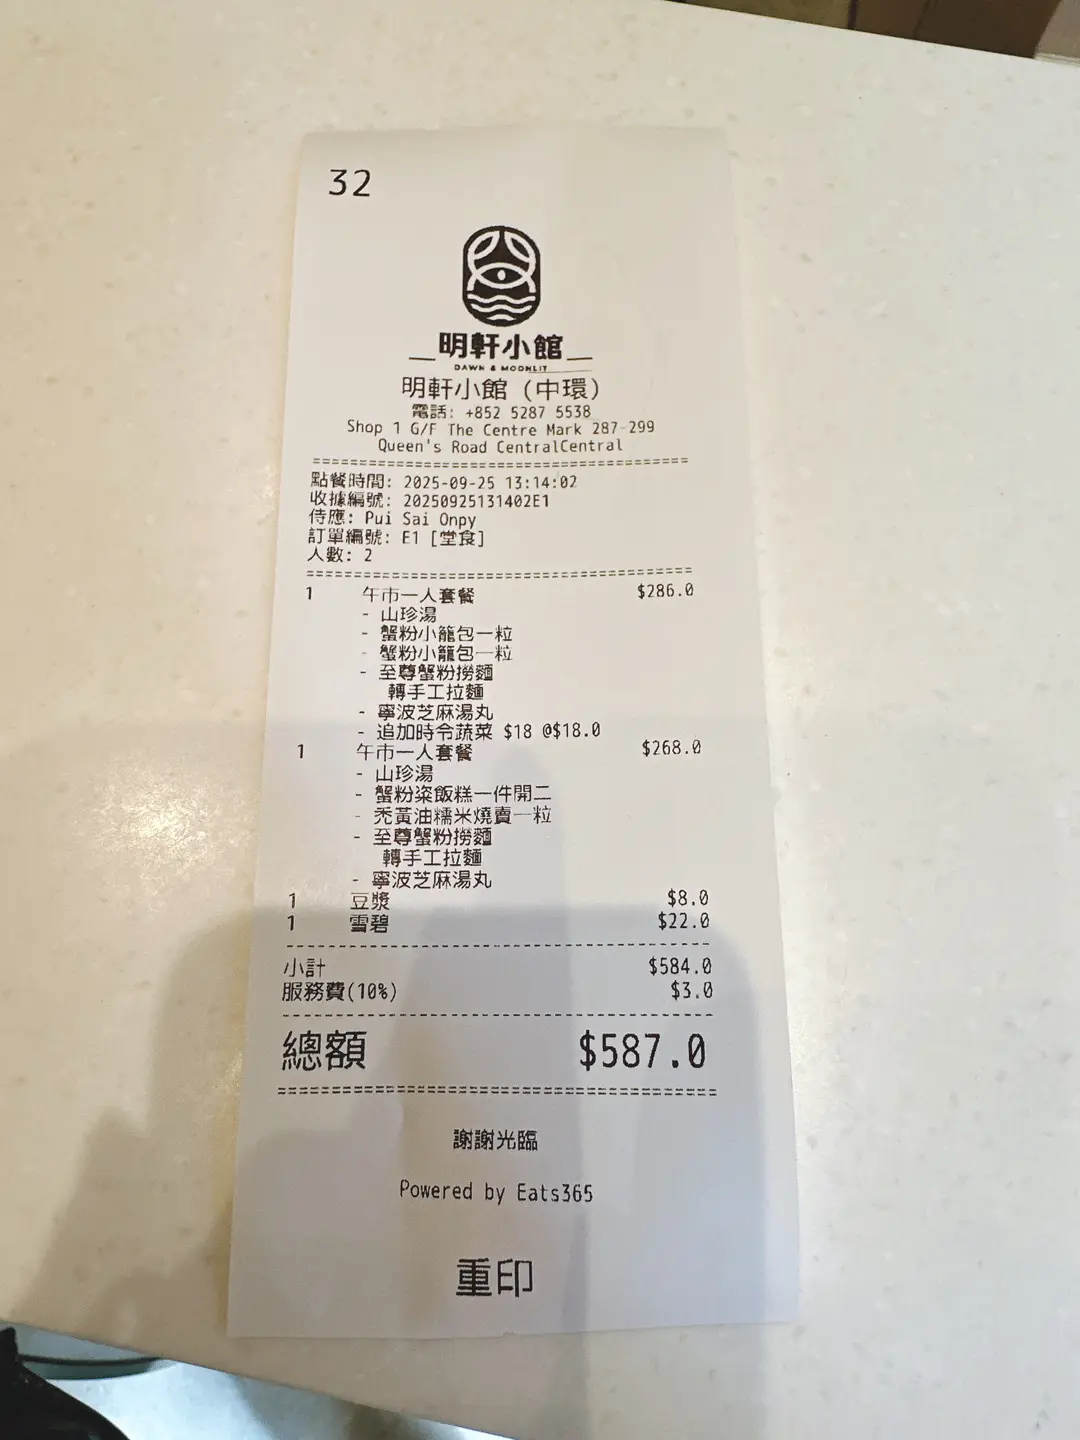 32
明軒小館
DAWN & MOONLIT
明軒小館 (中環)
電話: +852 5287 5538
Shop 1 G/F The Centre Mark 287-299
Queen's Road CentralCentral
點餐時間: 2025-09-25 13:14:02
收據編號: 20250925131402E1
侍應: Pui Sai Onpy
訂單編號: E1 [堂食]
人數: 2
1 午市一人套餐 $286.0
- 山珍湯
- 蟹粉小籠包一粒
- 蟹粉小籠包一粒
- 至尊蟹粉撈麵
轉手工拉麵
- 寧波芝麻湯丸
- 追加時令蔬菜 $18 @$18.0
1 午市一人套餐 $268.0
- 山珍湯
- 蟹粉粢飯糕一件開二
- 禿黃油糯米燒賣一粒
- 至尊蟹粉撈麵
轉手工拉麵
- 寧波芝麻湯丸
1 豆漿 $8.0
1 雪碧 $22.0
小計 $584.0
服務費(10%) $3.0
總額 $587.0
謝謝光臨
Powered by Eats365
重印